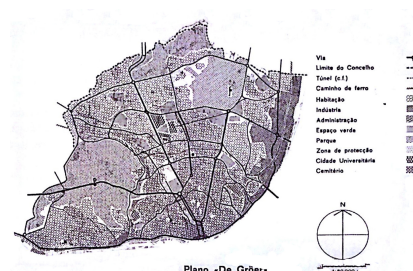 Via
Limite do Concelho
Túnel (c.f.)
Caminho de ferro
Habitação
Indústria
Administração
Espaço verde
Parque
Zona de protecção
Cidade Universitária
Cemitério
N
Plano «De Gröer»